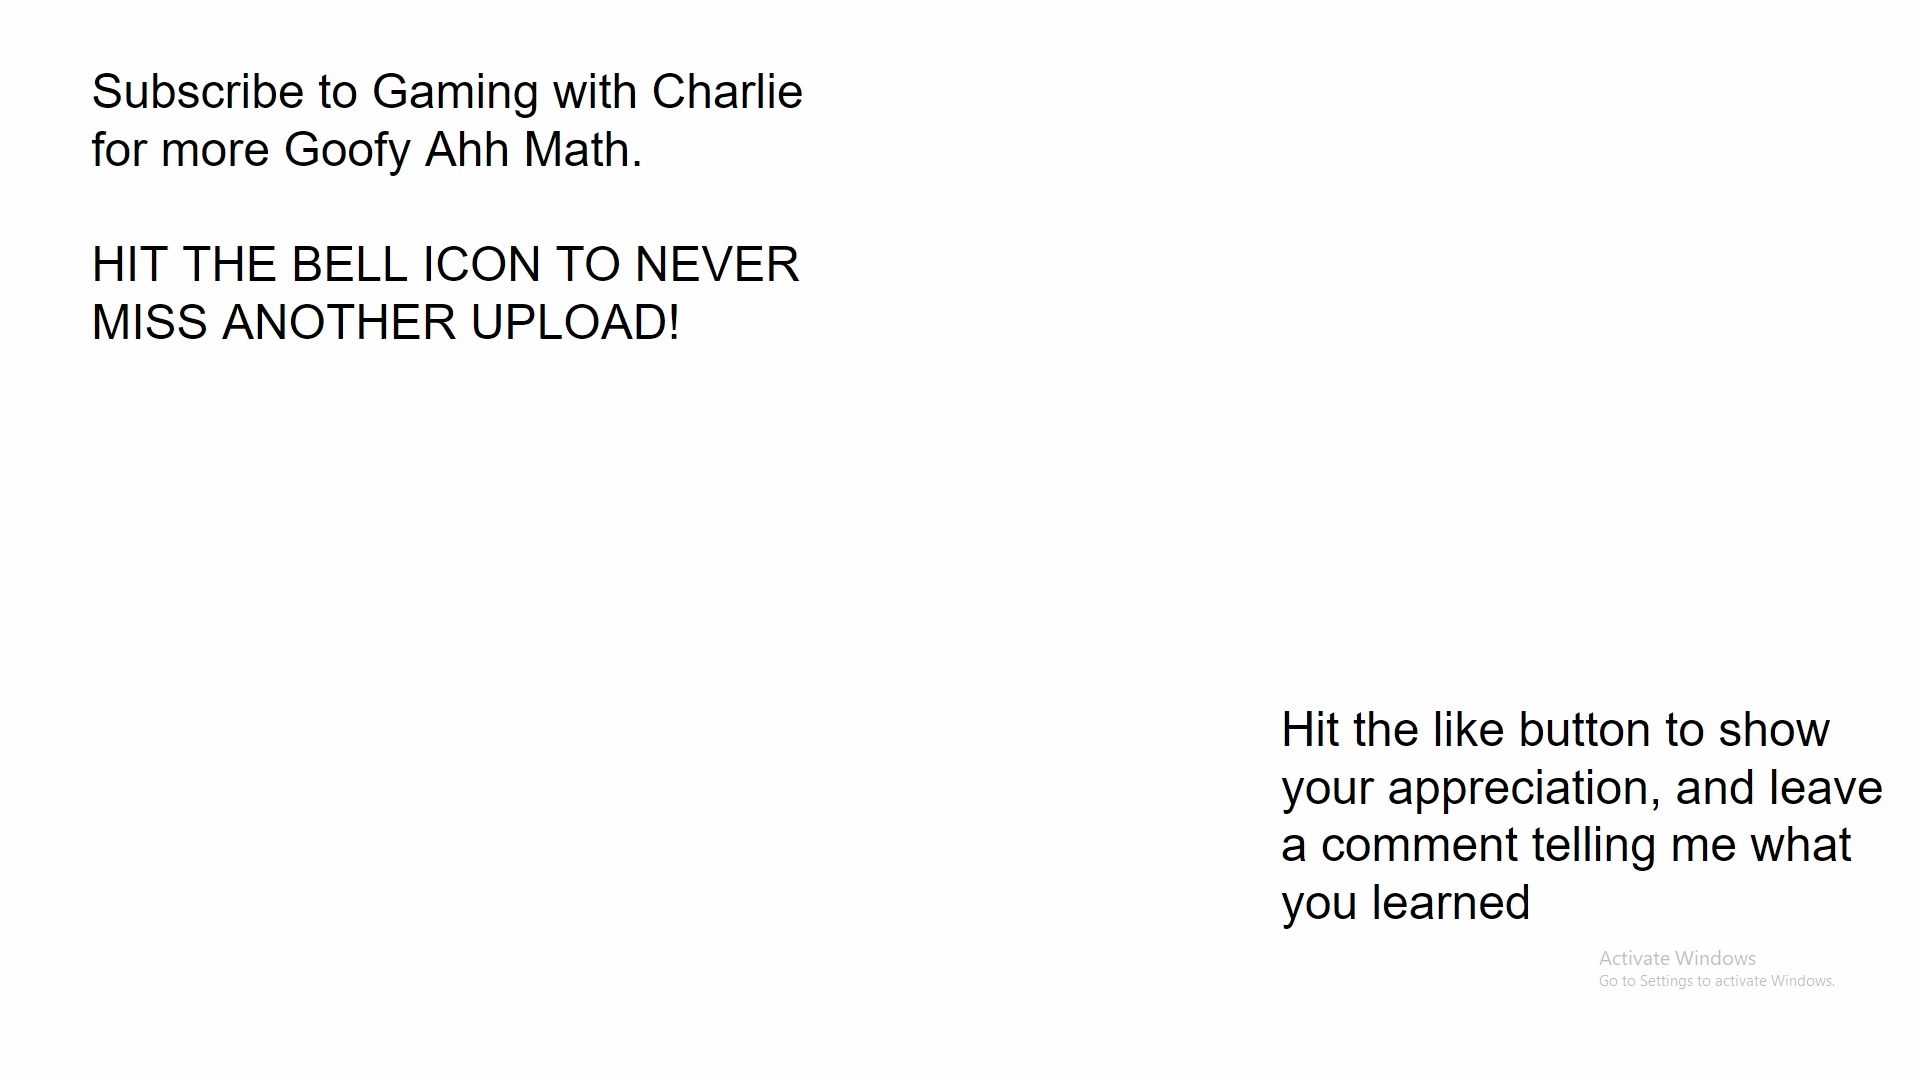 Subscribe to Gaming with Charlie
for more Goofy Ahh Math.
HIT THE BELL ICON TO NEVER
MISS ANOTHER UPLOAD!
Hit the like button to show
your appreciation, and leave
a comment telling me what
you learned
Activate Windows
Go to Settings to activate Windows.